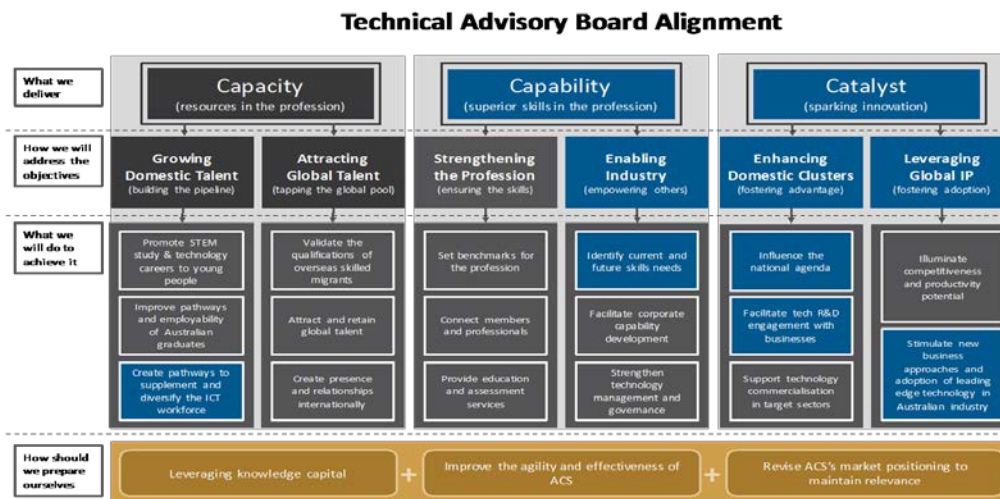 Technical Advisory Board Alignment
What we
deliver
Capacity
(resources in the profession)
Capability
(superior skills in the profession)
Catalyst
(sparking innovation)
How we will
address the
objectives
Growing
Domestic Talent
(building the pipeline)
Attracting
Global Talent
(tapping the global pool)
Strengthening
the Profession
(ensuring the skills)
Enabling
Industry
(empowering others)
Enhancing
Domestic Clusters
(fostering advantage)
Leveraging
Global IP
(fostering adoption)
What we
will do to
achieve it
Promote STEM
study & technology
careers to young
people
Improve pathways
and employability
of Australian
graduates
Create pathways to
supplement and
diversify the ICT
workforce
Validate the
qualifications of
overseas skilled
migrants
Attract and retain
global talent
Create presence
and relationships
internationally
Set benchmarks for
the profession
Connect members
and professionals
Provide education
and assessment
services
Identify current and
future skills needs
Facilitate corporate
capability
development
Strengthen
technology
management and
governance
Influence the
national agenda
Facilitate tech R&D
engagement with
businesses
Support technology
commercialisation
in target sectors
Illuminate
competitiveness
and productivity
potential
Stimulate new
business
approaches and
adoption of leading
edge technology in
Australian industry
How should
we prepare
ourselves
Leveraging knowledge capital
+
Improve the agility and effectiveness of
ACS
+
Revise ACS's market positioning to
maintain relevance